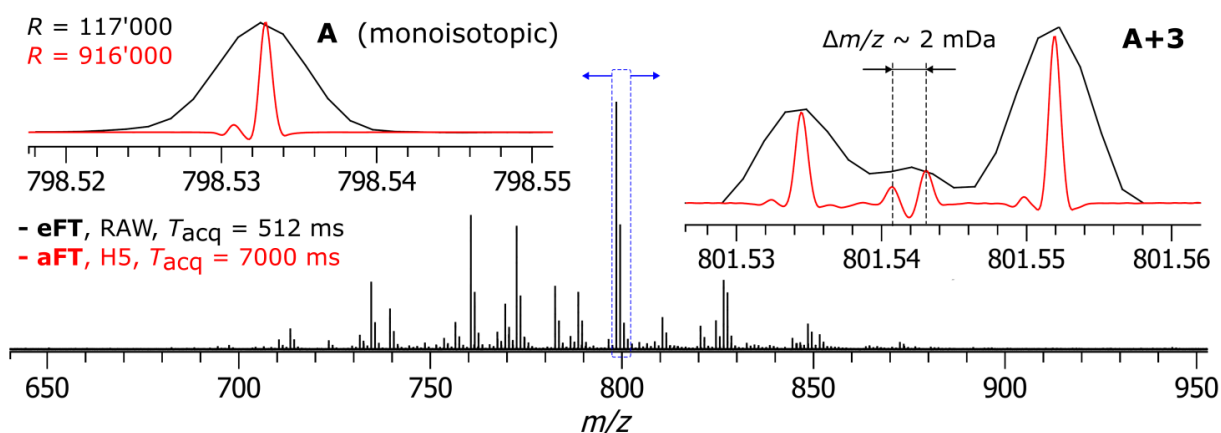 R = 117'000
R = 916'000
A (monoisotopic)
Δm/z ~ 2 mDa
A+3
798.52 798.53 798.54 798.55
801.53 801.54 801.55 801.56
- eFT, RAW, Tacq = 512 ms
- aFT, H5, Tacq = 7000 ms
650 700 750 800 850 900 950
m/z